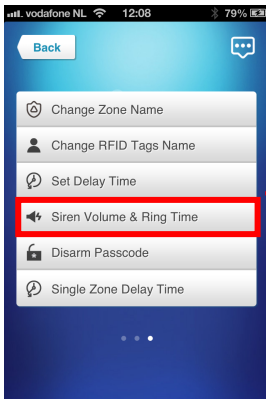 vodafone NL 12:08 79%
Back
Change Zone Name
Change RFID Tags Name
Set Delay Time
Siren Volume & Ring Time
Disarm Passcode
Single Zone Delay Time